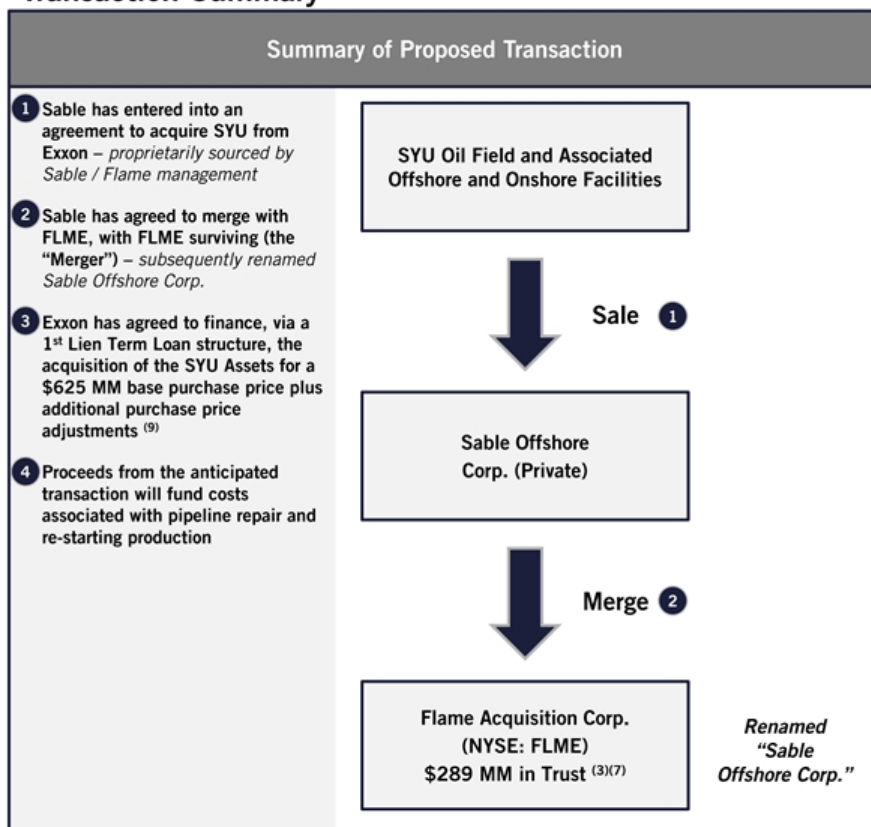 Transaction Summary
Summary of Proposed Transaction
1 Sable has entered into an
agreement to acquire SYU from
Exxon – proprietarily sourced by
Sable / Flame management
2 Sable has agreed to merge with
FLME, with FLME surviving (the
“Merger”) – subsequently renamed
Sable Offshore Corp.
3 Exxon has agreed to finance, via a
1st Lien Term Loan structure, the
acquisition of the SYU Assets for a
$625 MM base purchase price plus
additional purchase price
adjustments (9)
4 Proceeds from the anticipated
transaction will fund costs
associated with pipeline repair and
re-starting production
SYU Oil Field and Associated
Offshore and Onshore Facilities
Sale 1
Sable Offshore
Corp. (Private)
Merge 2
Flame Acquisition Corp.
(NYSE: FLME)
$289 MM in Trust (3)(7)
Renamed
“Sable
Offshore Corp.”